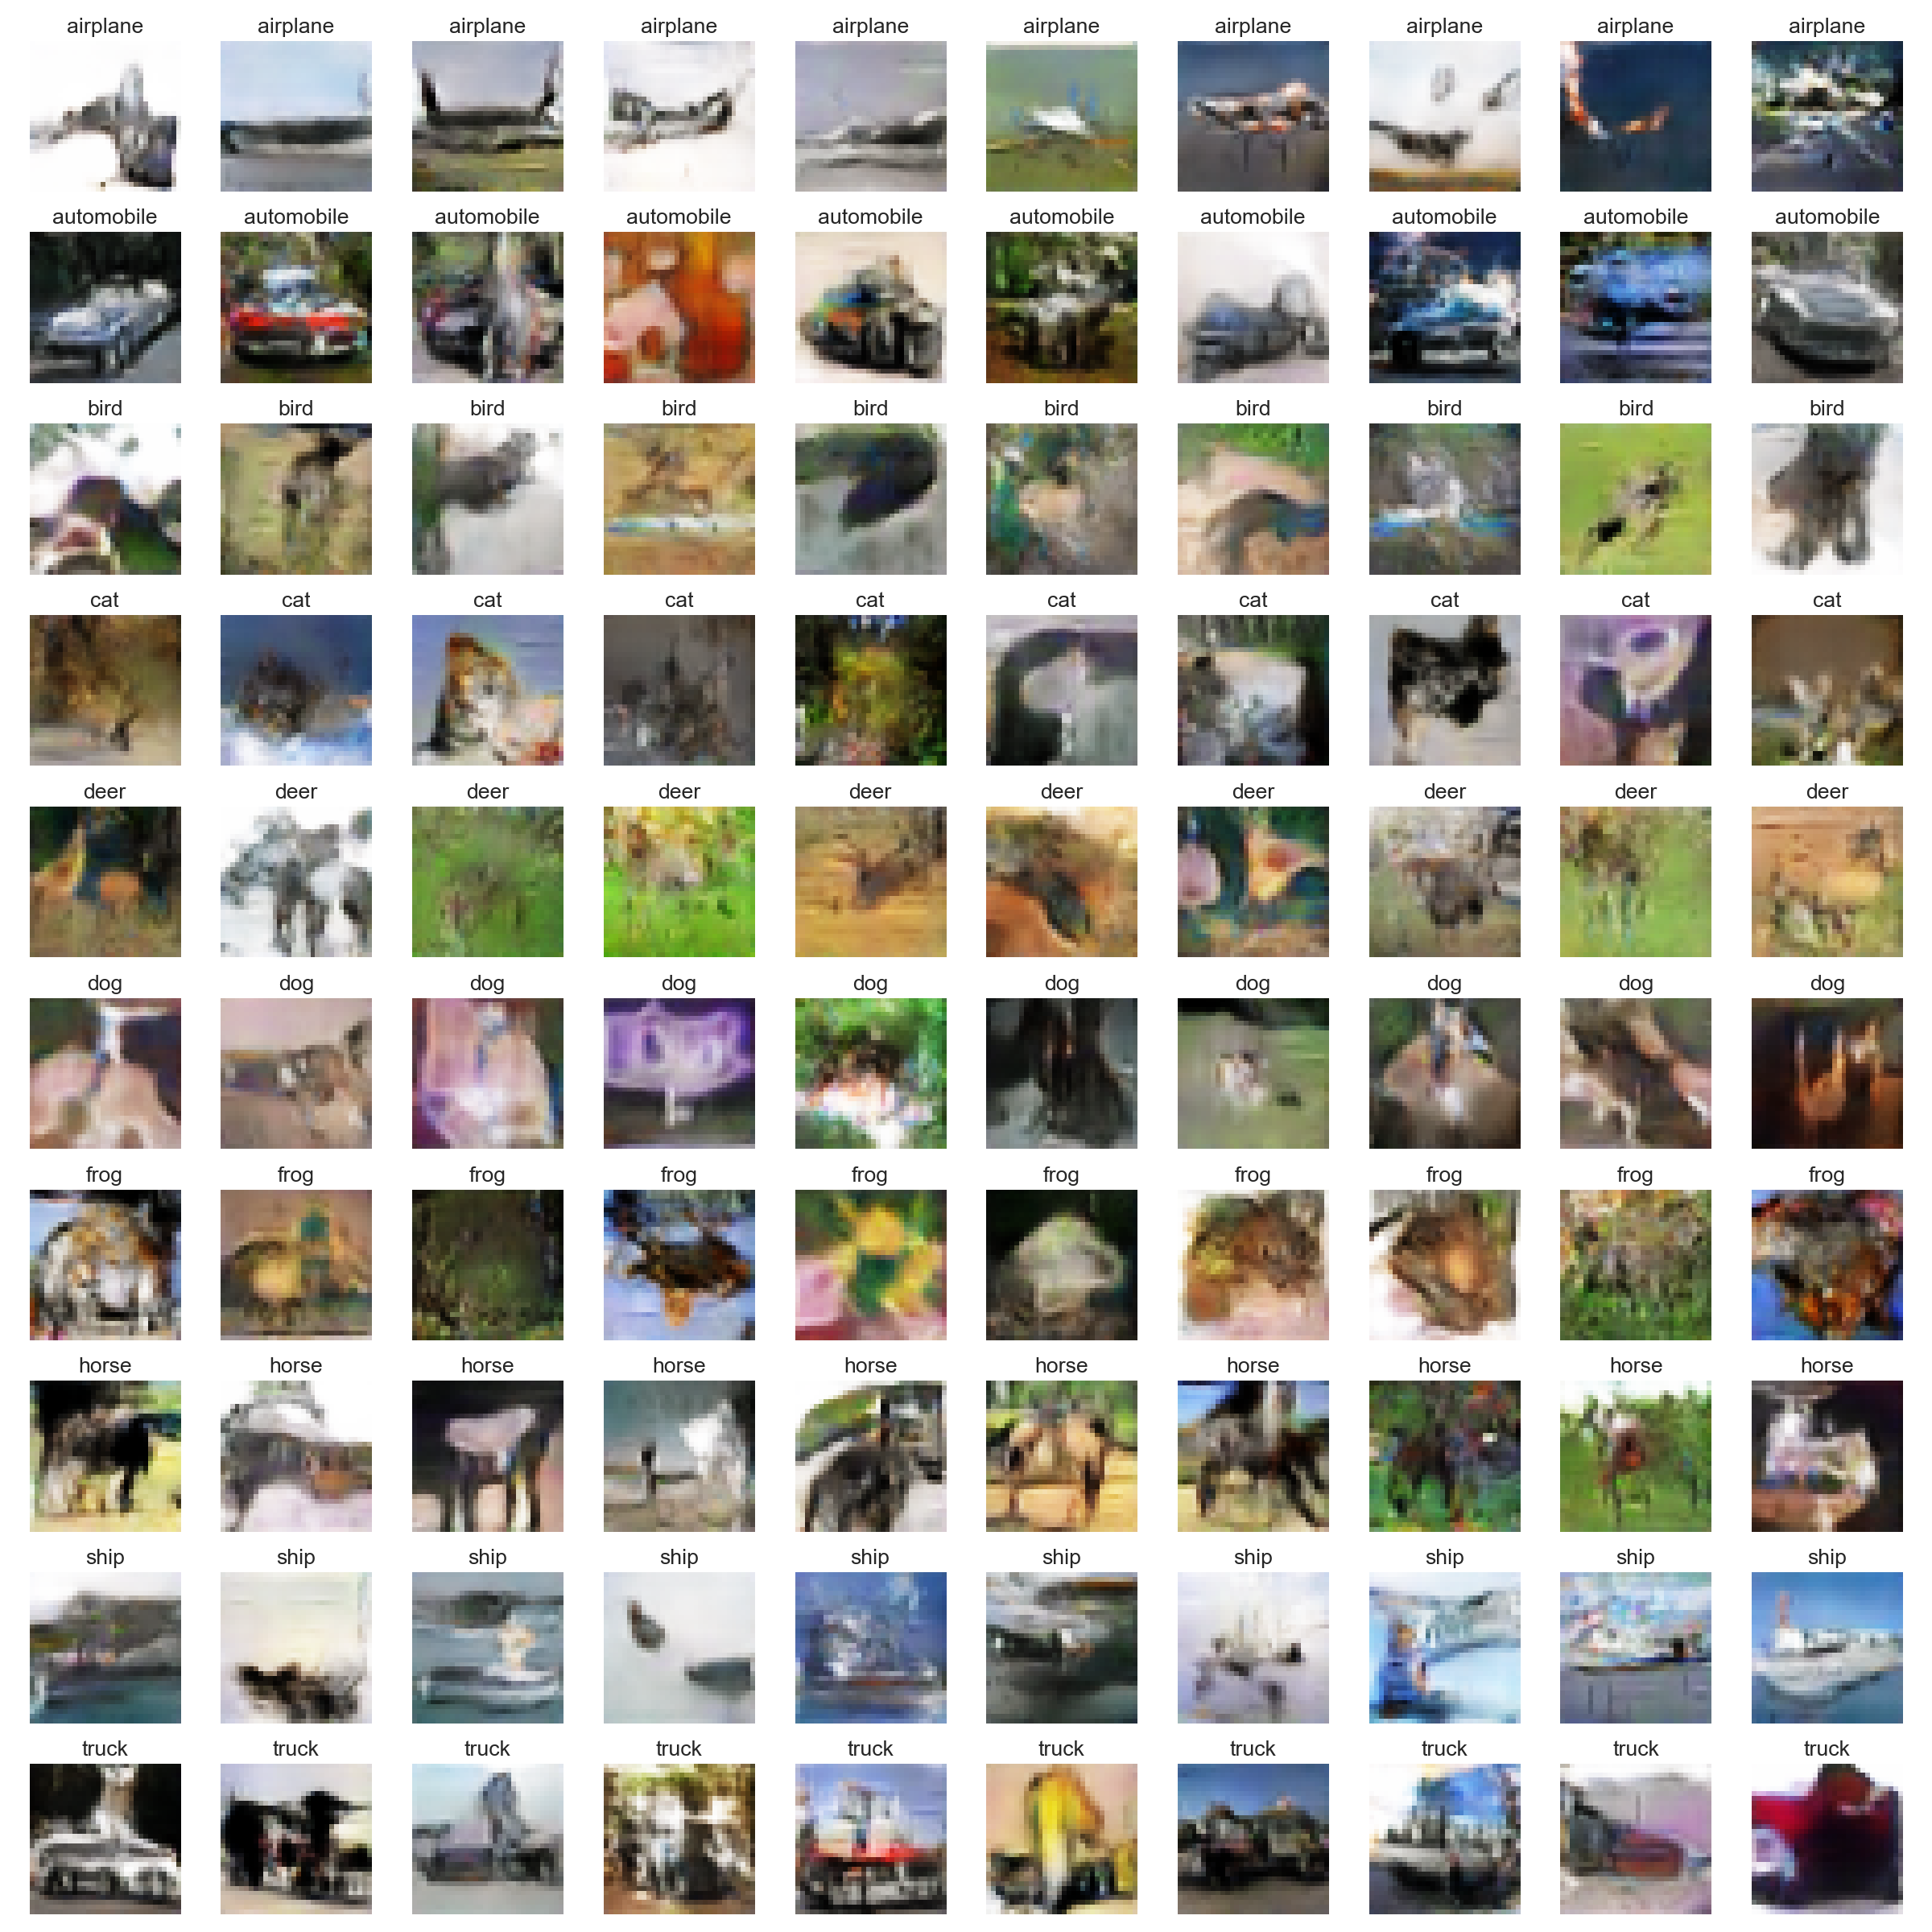 airplane airplane airplane airplane airplane airplane airplane airplane airplane airplane
automobile automobile automobile automobile automobile automobile automobile automobile automobile automobile
bird bird bird bird bird bird bird bird bird bird
cat cat cat cat cat cat cat cat cat cat
deer deer deer deer deer deer deer deer deer deer
dog dog dog dog dog dog dog dog dog dog
frog frog frog frog frog frog frog frog frog frog
horse horse horse horse horse horse horse horse horse horse
ship ship ship ship ship ship ship ship ship ship
truck truck truck truck truck truck truck truck truck truck